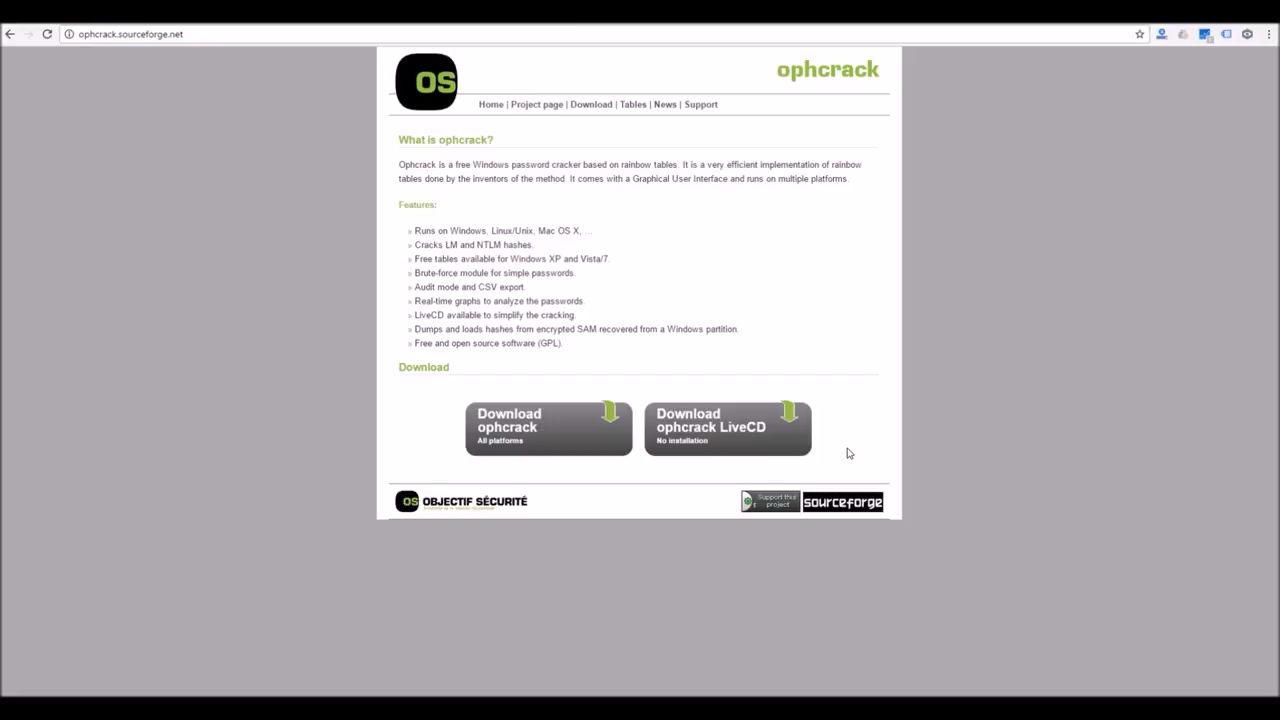 ophcrack.sourceforge.net
OS
ophcrack
Home | Project page | Download | Tables | News | Support
What is ophcrack?
Ophcrack is a free Windows password cracker based on rainbow tables. It is a very efficient implementation of rainbow
tables done by the inventors of the method. It comes with a Graphical User Interface and runs on multiple platforms.
Features:
» Runs on Windows, Linux/Unix, Mac OS X, ...
» Cracks LM and NTLM hashes.
» Free tables available for Windows XP and Vista/7.
» Brute-force module for simple passwords.
» Audit mode and CSV export.
» Real-time graphs to analyze the passwords.
» LiveCD available to simplify the cracking.
» Dumps and loads hashes from encrypted SAM recovered from a Windows partition.
» Free and open source software (GPL).
Download
Download
ophcrack
All platforms
Download
ophcrack LiveCD
No installation
OS OBJECTIF SÉCURITÉ
Support this
project
sourceforge